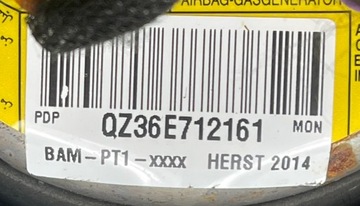 AIRBAG-GASGENERATOR
PDP QZ36E712161 MON
BAM-PT1-xxxx HERST 2014